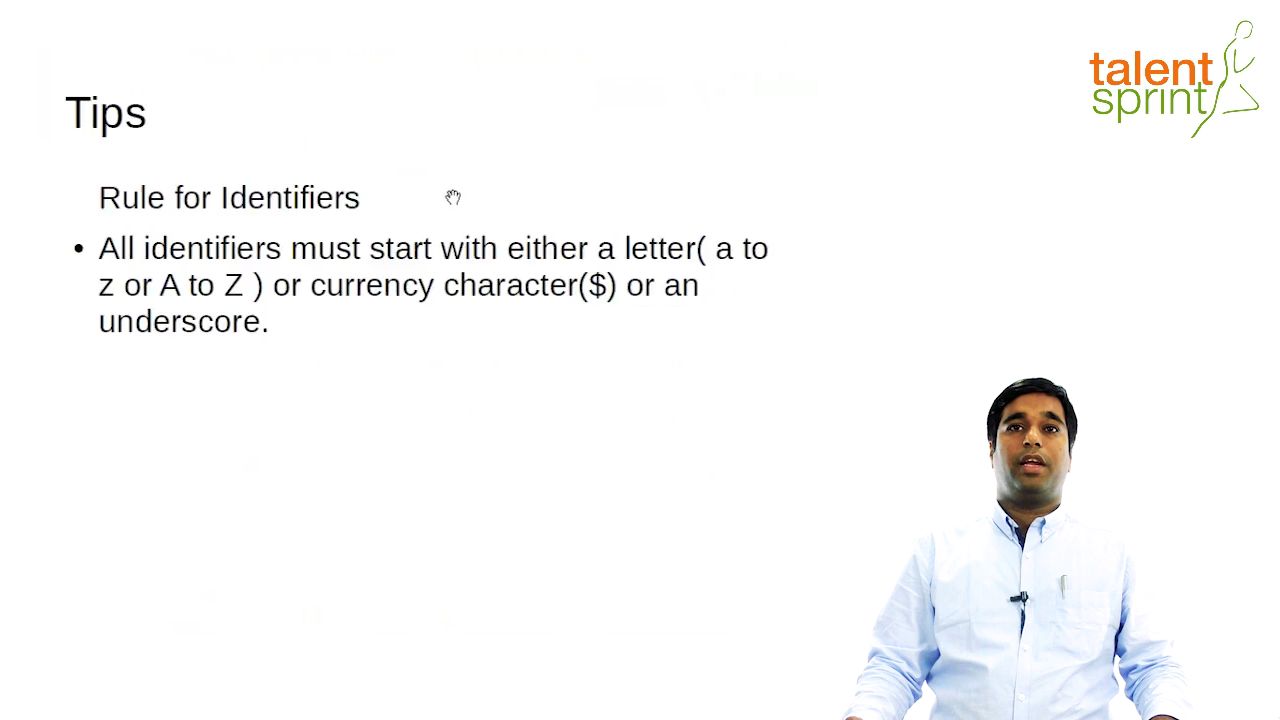 talent
sprint
Tips
Rule for Identifiers
• All identifiers must start with either a letter( a to
z or A to Z ) or currency character($) or an
underscore.